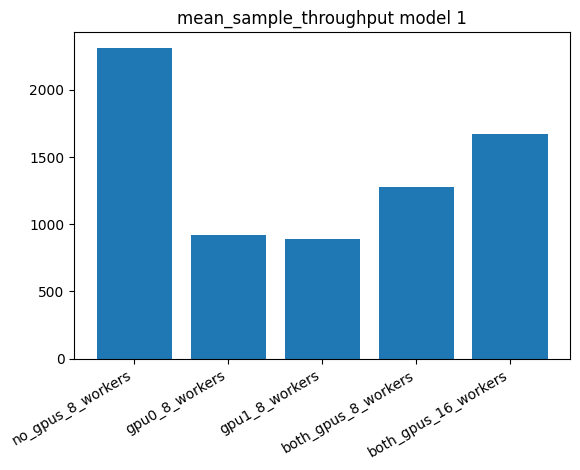 mean_sample_throughput model 1
2000
1500
1000
500
0
no_gpus_8_workers
gpu0_8_workers
gpu1_8_workers
both_gpus_8_workers
both_gpus_16_workers